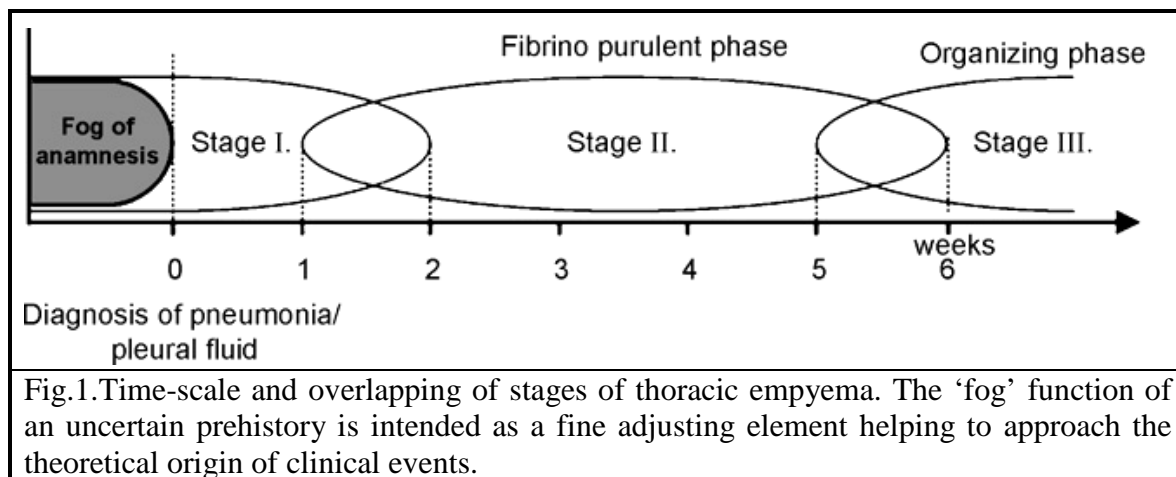 Fibrino purulent phase
Organizing phase
Fog of
anamnesis
Stage I.
Stage II.
Stage III.
weeks
0 1 2 3 4 5 6
Diagnosis of pneumonia/
pleural fluid
Fig.1.Time-scale and overlapping of stages of thoracic empyema. The ‘fog’ function of
an uncertain prehistory is intended as a fine adjusting element helping to approach the
theoretical origin of clinical events.